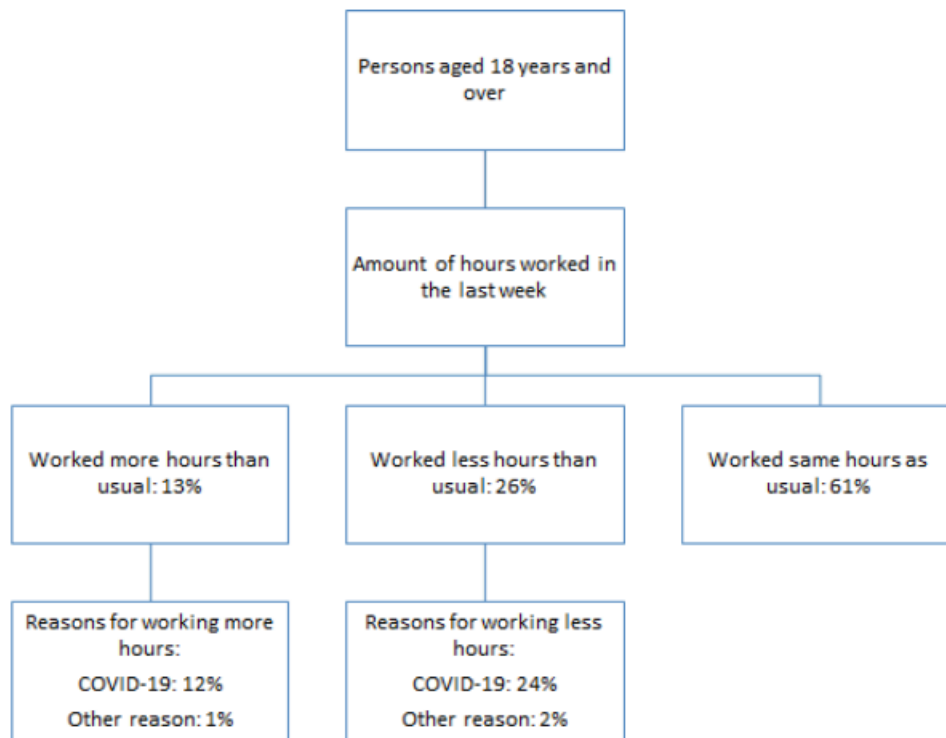 Persons aged 18 years and
over
Amount of hours worked in
the last week
Worked more hours than
usual: 13%
Worked less hours than
usual: 26%
Worked same hours as
usual: 61%
Reasons for working more
hours:
COVID-19: 12%
Other reason: 1%
Reasons for working less
hours:
COVID-19: 24%
Other reason: 2%